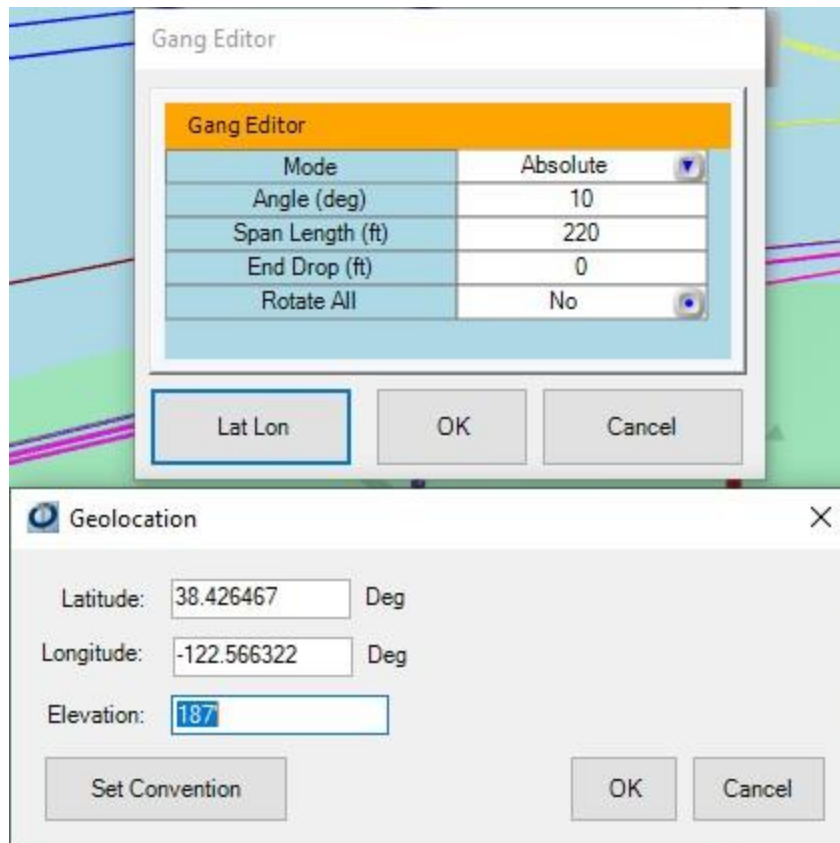 Gang Editor
Gang Editor
Mode Absolute
Angle (deg) 10
Span Length (ft) 220
End Drop (ft) 0
Rotate All No
Lat Lon OK Cancel
Geolocation
Latitude: 38.426467 Deg
Longitude: -122.566322 Deg
Elevation: 187'
Set Convention OK Cancel